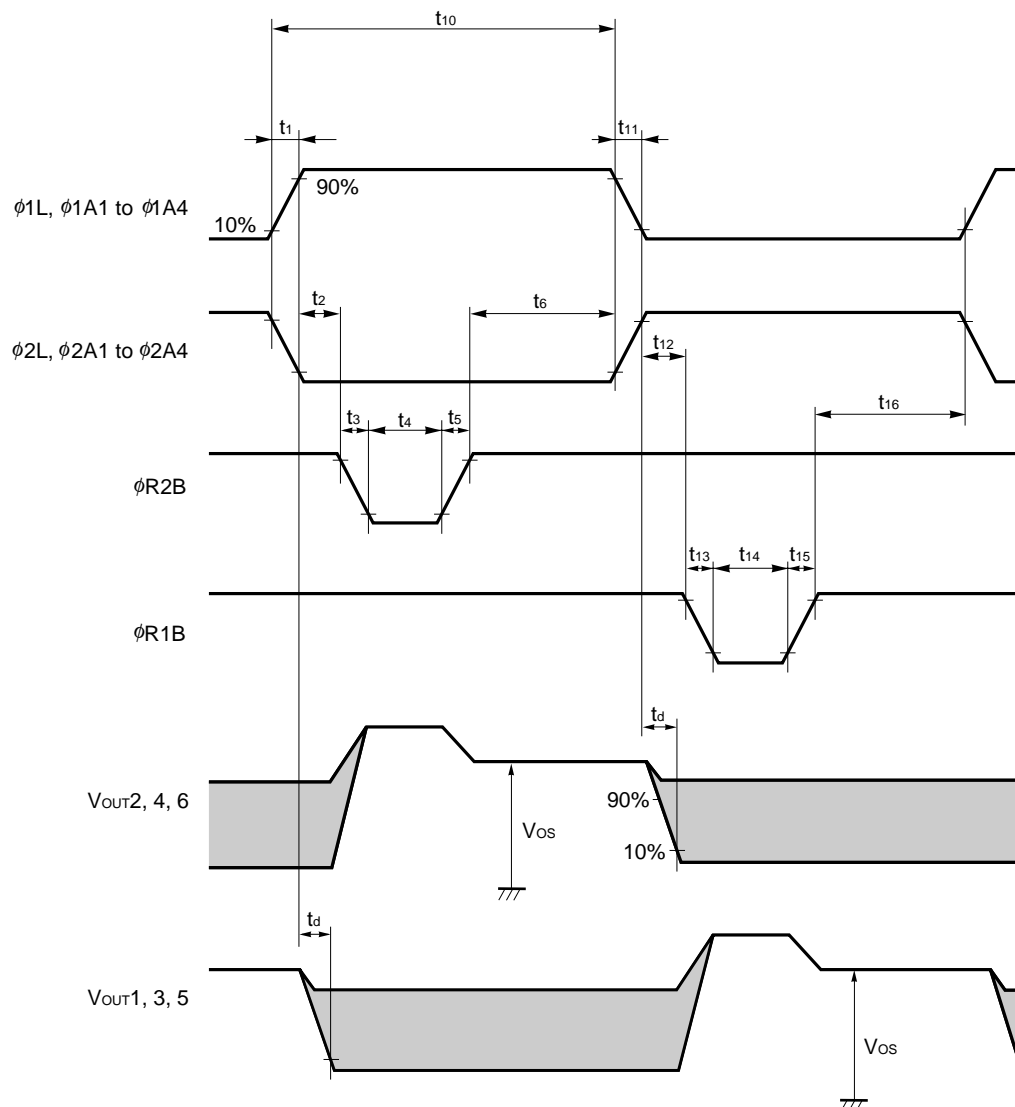 t10
t1
t11
90%
ϕ1L, ϕ1A1 to ϕ1A4
10%
t2
t6
t12
ϕ2L, ϕ2A1 to ϕ2A4
t3
t4
t5
t16
ϕR2B
t13
t14
t15
ϕR1B
td
VOUT2, 4, 6
90%
VOS
10%
td
VOUT1, 3, 5
VOS